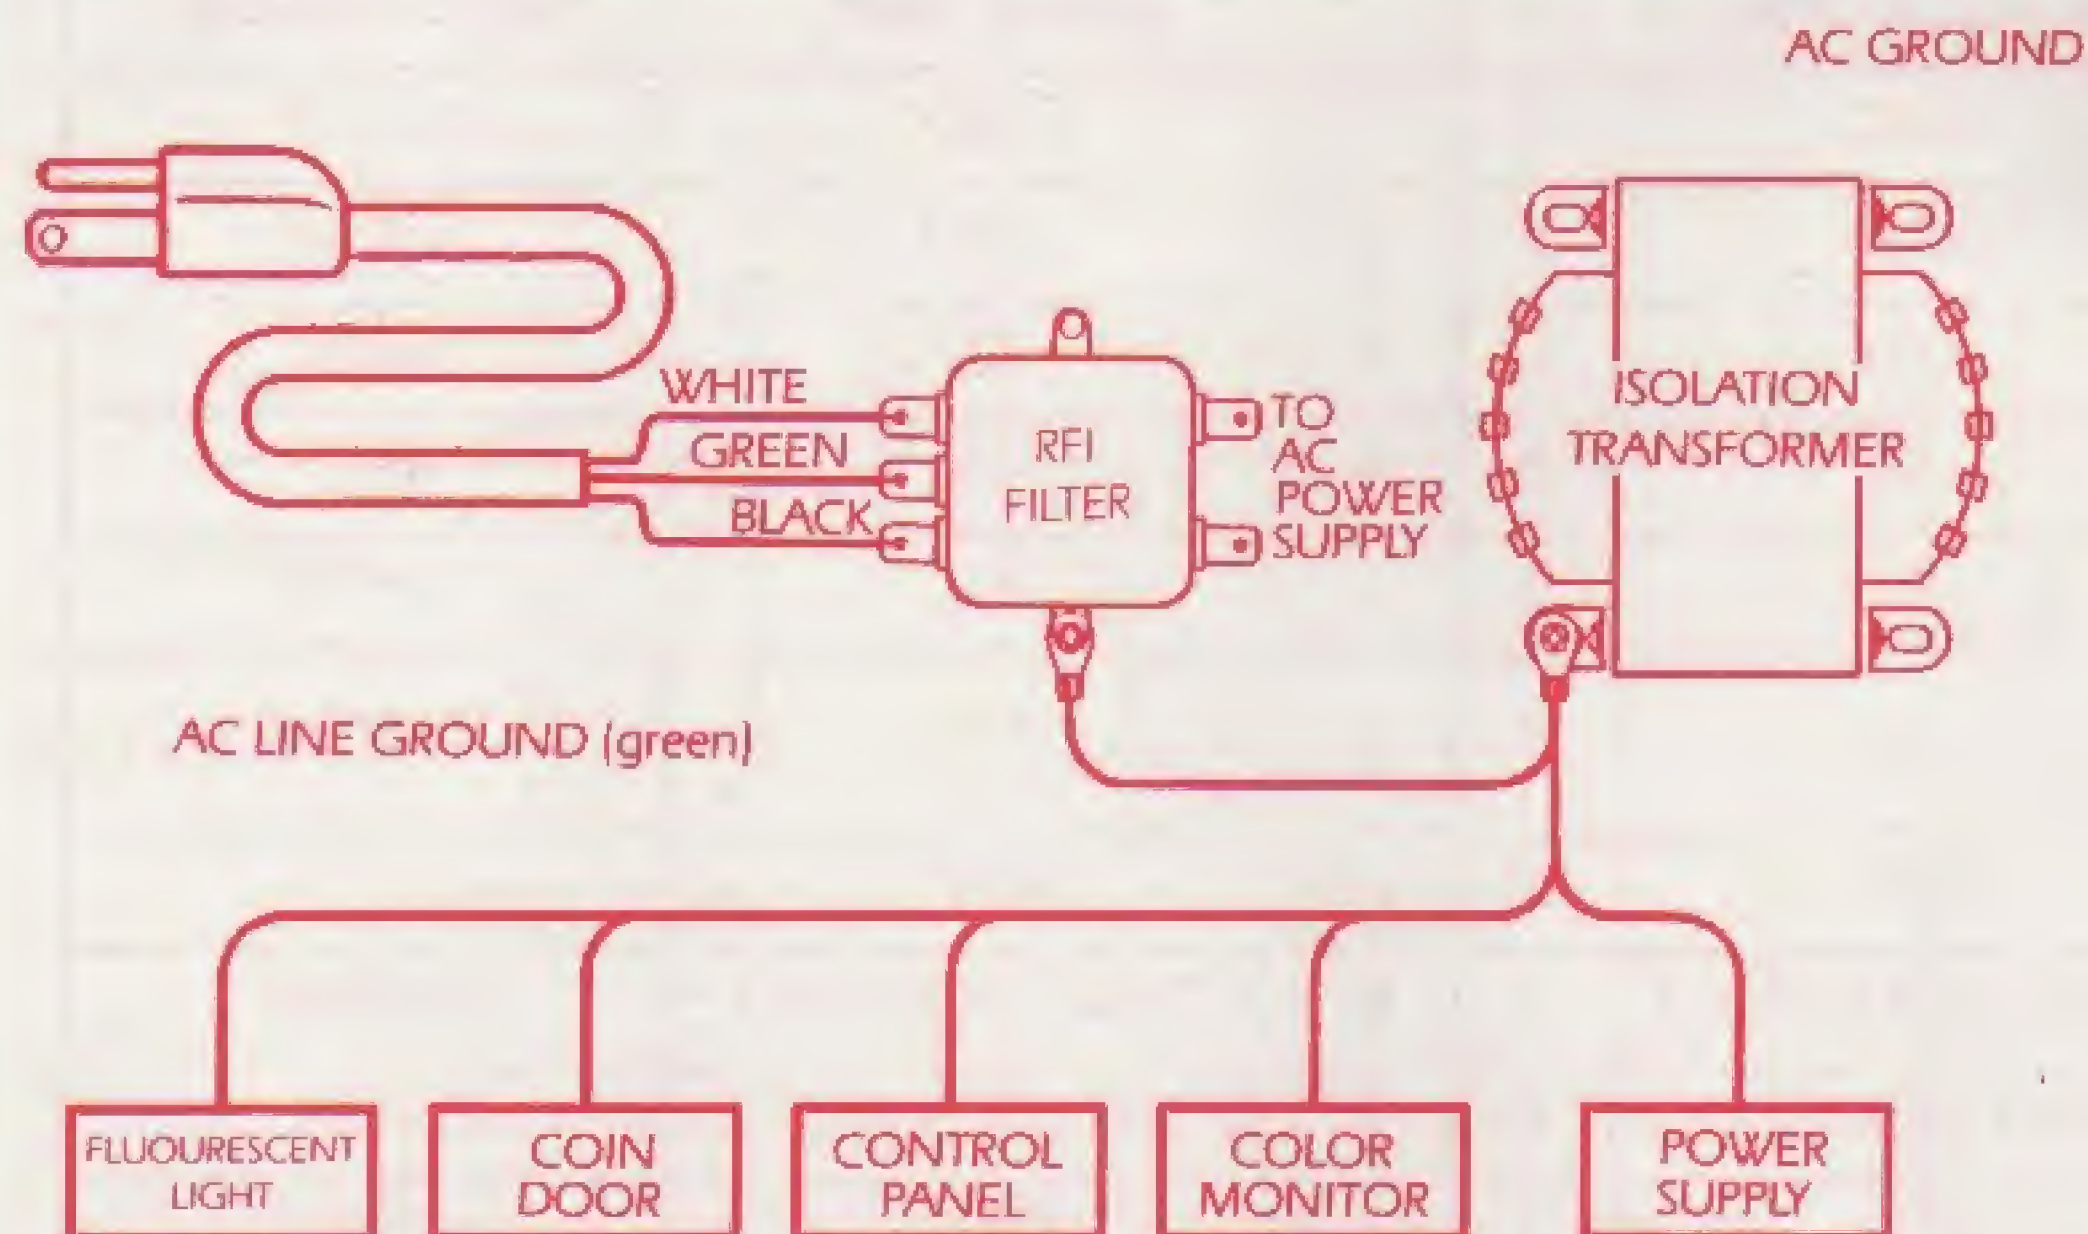 AC GROUND
WHITE
GREEN
BLACK
RFI
FILTER
TO
AC
POWER
SUPPLY
ISOLATION
TRANSFORMER
AC LINE GROUND (green)
FLUOURESCENT
LIGHT
COIN
DOOR
CONTROL
PANEL
COLOR
MONITOR
POWER
SUPPLY